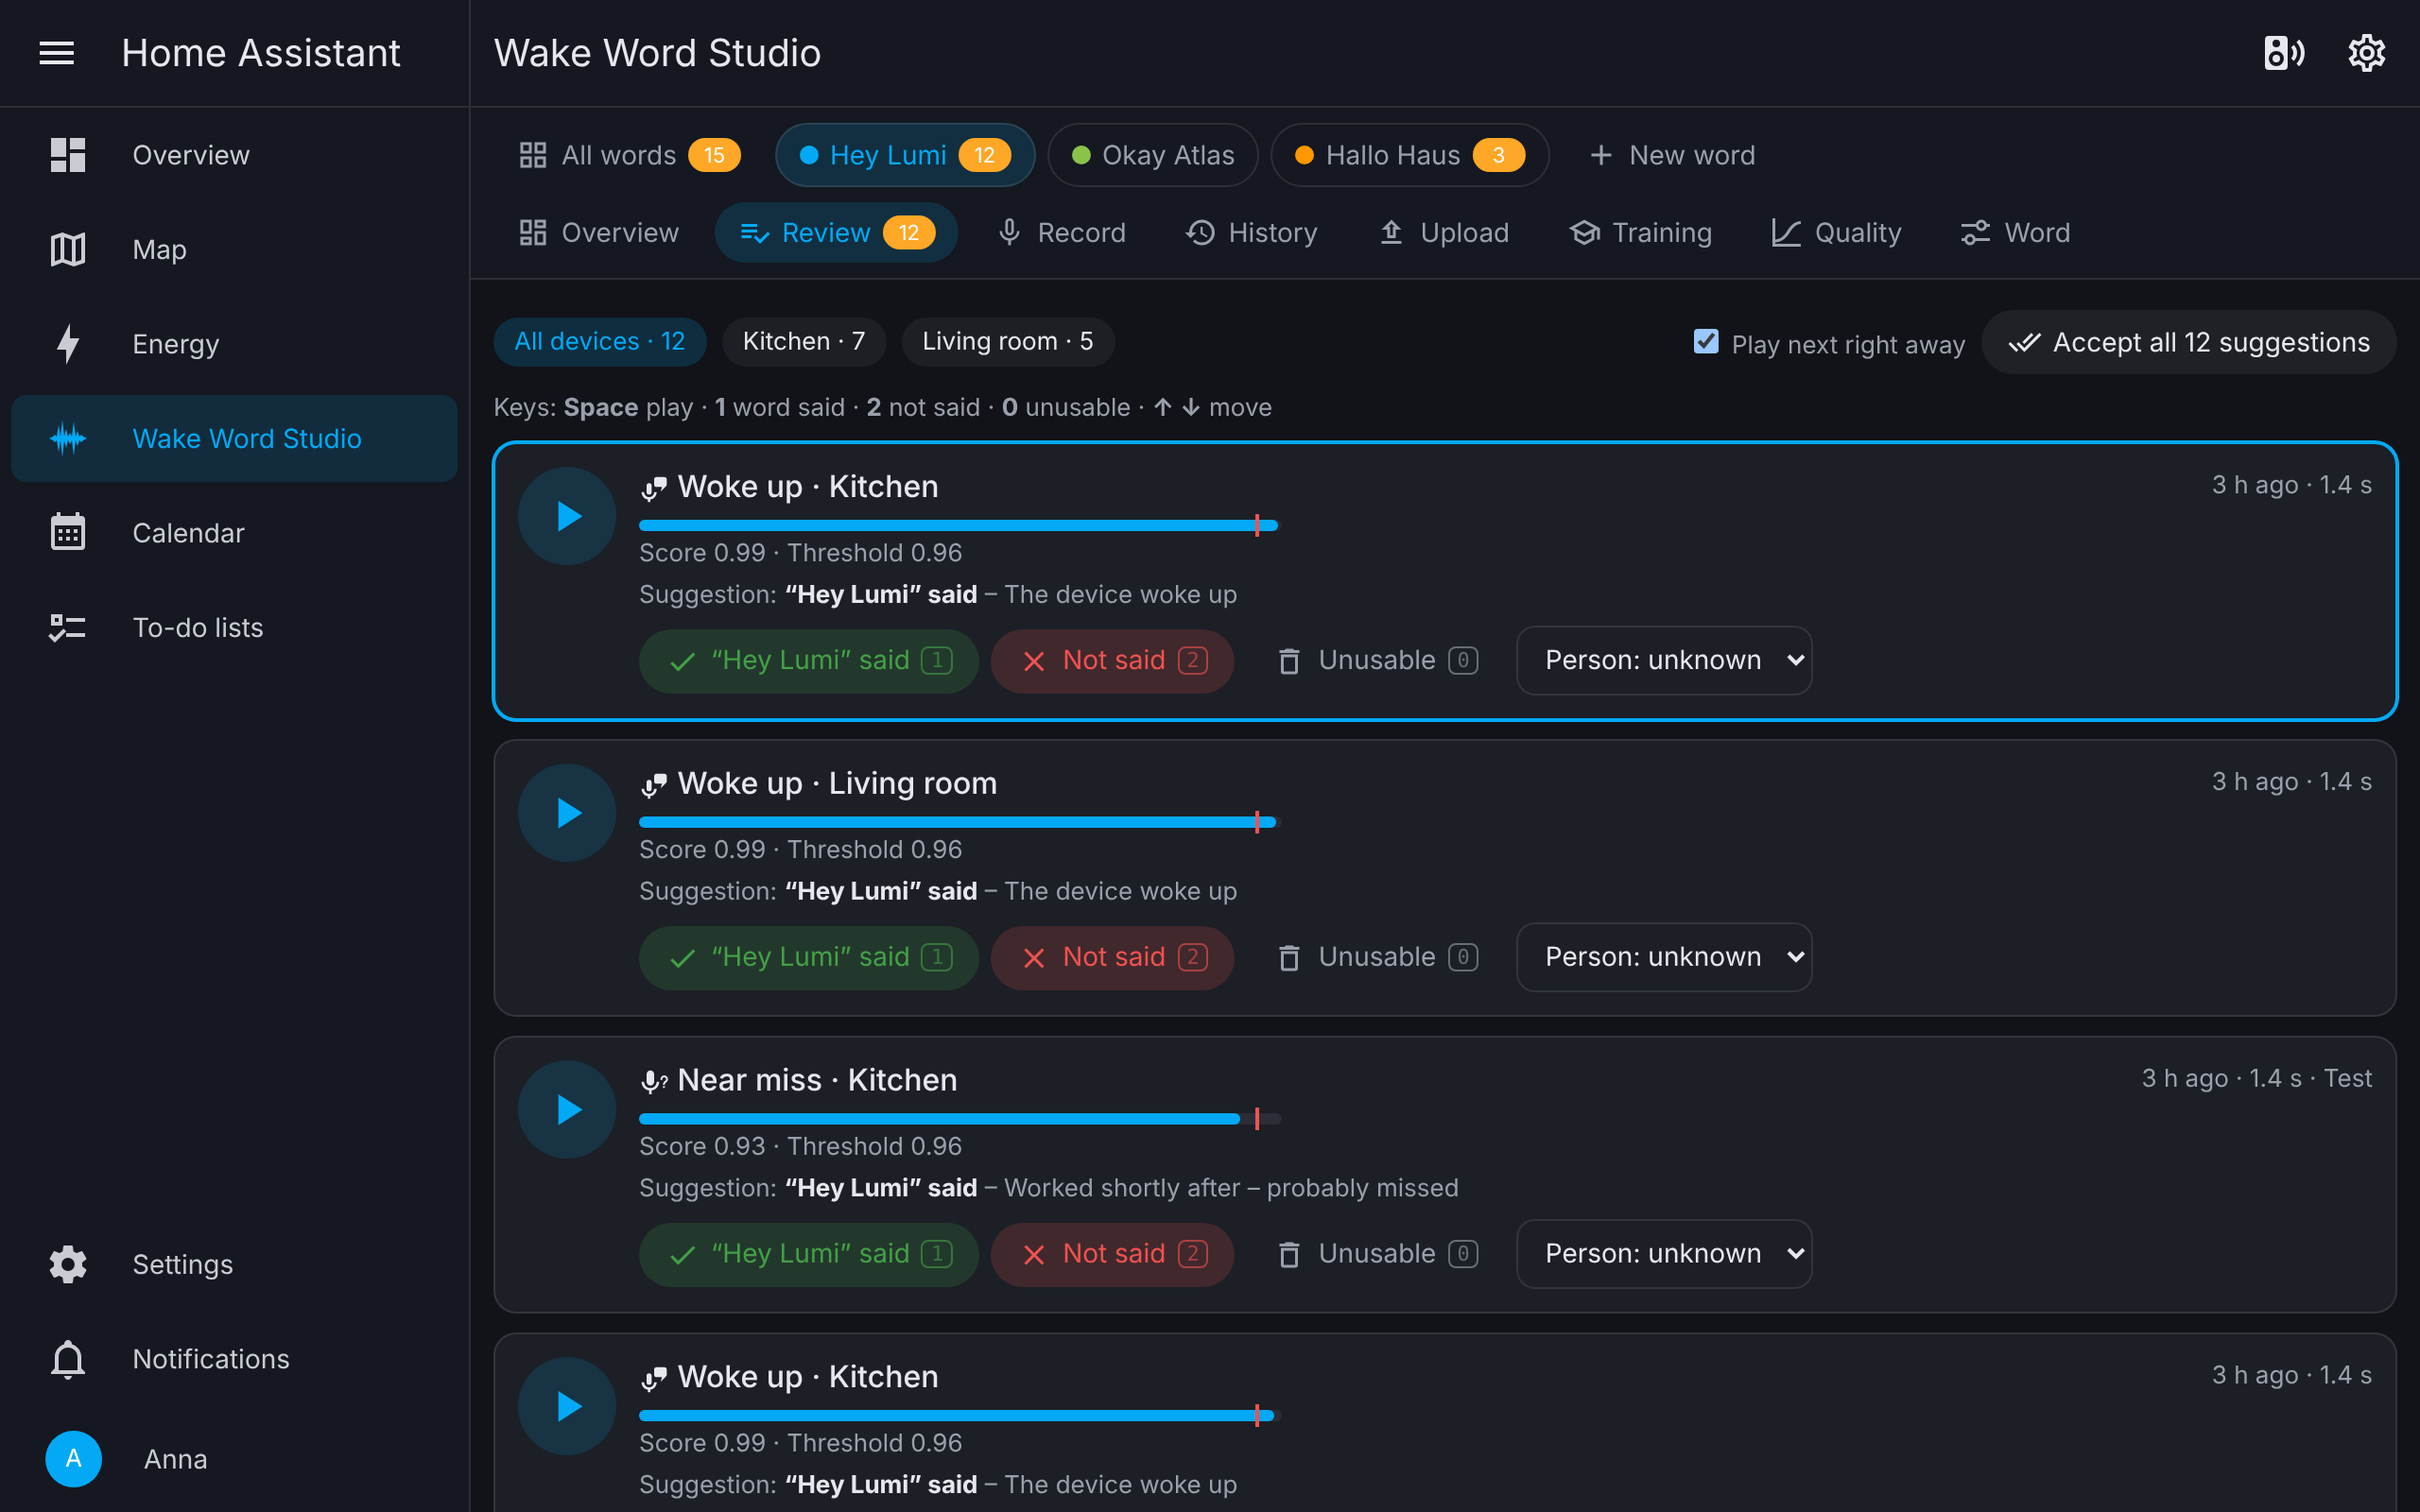 Home Assistant
Wake Word Studio
Overview
Map
Energy
Wake Word Studio
Calendar
To-do lists
Settings
Notifications
A Anna
All words 15 Hey Lumi 12 Okay Atlas Hallo Haus 3 + New word
Overview Review 12 Record History Upload Training Quality Word
All devices · 12 Kitchen · 7 Living room · 5 Play next right away Accept all 12 suggestions
Keys: Space play · 1 word said · 2 not said · 0 unusable · ↑ ↓ move
Woke up · Kitchen 3 h ago · 1.4 s
Score 0.99 · Threshold 0.96
Suggestion: “Hey Lumi” said – The device woke up
“Hey Lumi” said 1 Not said 2 Unusable 0 Person: unknown
Woke up · Living room 3 h ago · 1.4 s
Score 0.99 · Threshold 0.96
Suggestion: “Hey Lumi” said – The device woke up
“Hey Lumi” said 1 Not said 2 Unusable 0 Person: unknown
Near miss · Kitchen 3 h ago · 1.4 s · Test
Score 0.93 · Threshold 0.96
Suggestion: “Hey Lumi” said – Worked shortly after – probably missed
“Hey Lumi” said 1 Not said 2 Unusable 0 Person: unknown
Woke up · Kitchen 3 h ago · 1.4 s
Score 0.99 · Threshold 0.96
Suggestion: “Hey Lumi” said – The device woke up